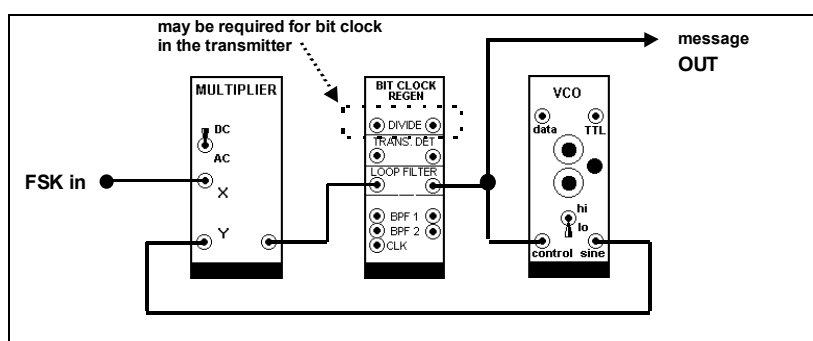 may be required for bit clock
in the transmitter
message
OUT
MULTIPLIER
DC
AC
X
Y
FSK in
BIT CLOCK
REGEN
DIVIDE
TRANS. DET
LOOP FILTER
BPF 1
BPF 2
CLK
VCO
data TTL
hi
lo
control sine